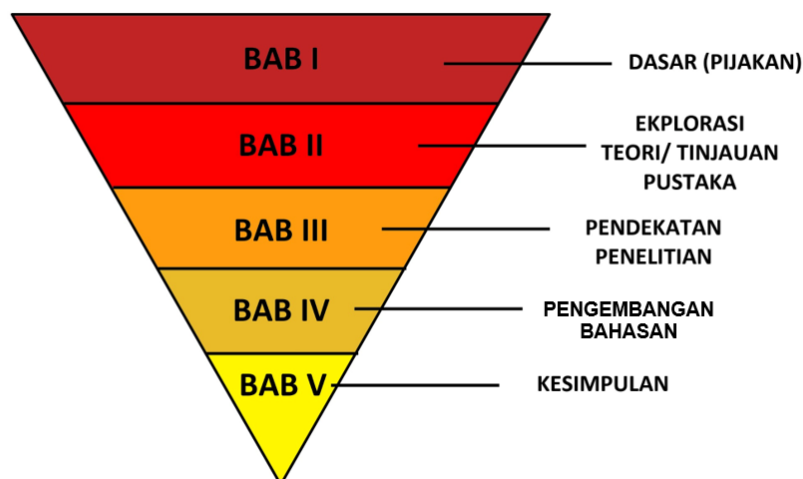 BAB I
DASAR (PIJAKAN)
BAB II
EKPLORASI
TEORI/ TINJAUAN
PUSTAKA
BAB III
PENDEKATAN
PENELITIAN
BAB IV
PENGEMBANGAN
BAHASAN
BAB V
KESIMPULAN